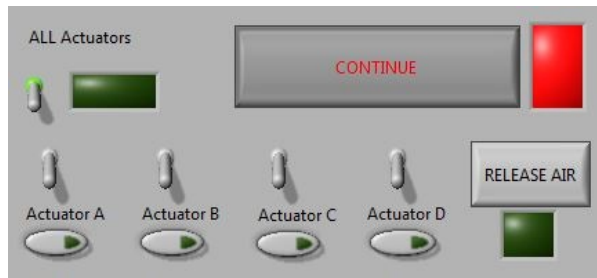 ALL Actuators
CONTINUE
RELEASE AIR
Actuator A
Actuator B
Actuator C
Actuator D